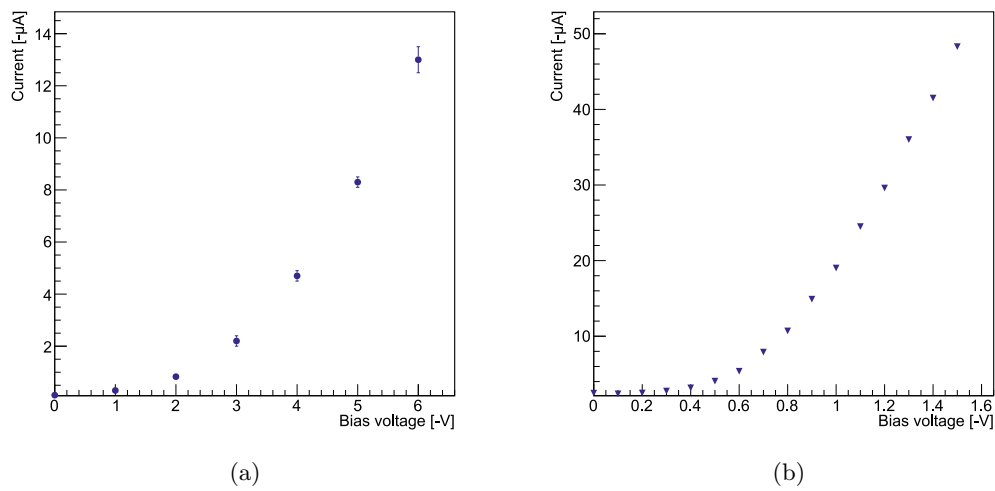 Current [-μA]
14
12
10
8
6
4
2
0 1 2 3 4 5 6
Bias voltage [-V]
(a)
Current [-μA]
50
40
30
20
10
0 0.2 0.4 0.6 0.8 1 1.2 1.4 1.6
Bias voltage [-V]
(b)